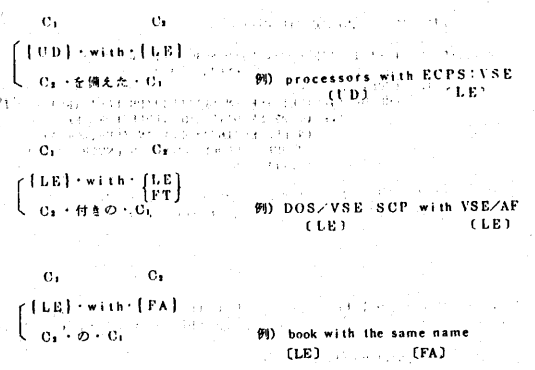 C₁ C₂
{UD}・with・{LE}
C₂・を備えた・C₁ 例) processors with ECPS:VSE
(UD) (LE)
C₁ C₂
{LE}・with・{LE
FT}
C₂・付きの・C₁ 例) DOS/VSE SCP with VSE/AF
(LE) (LE)
C₁ C₂
{LE}・with・{FA}
C₂・の・C₁ 例) book with the same name
(LE) (FA)